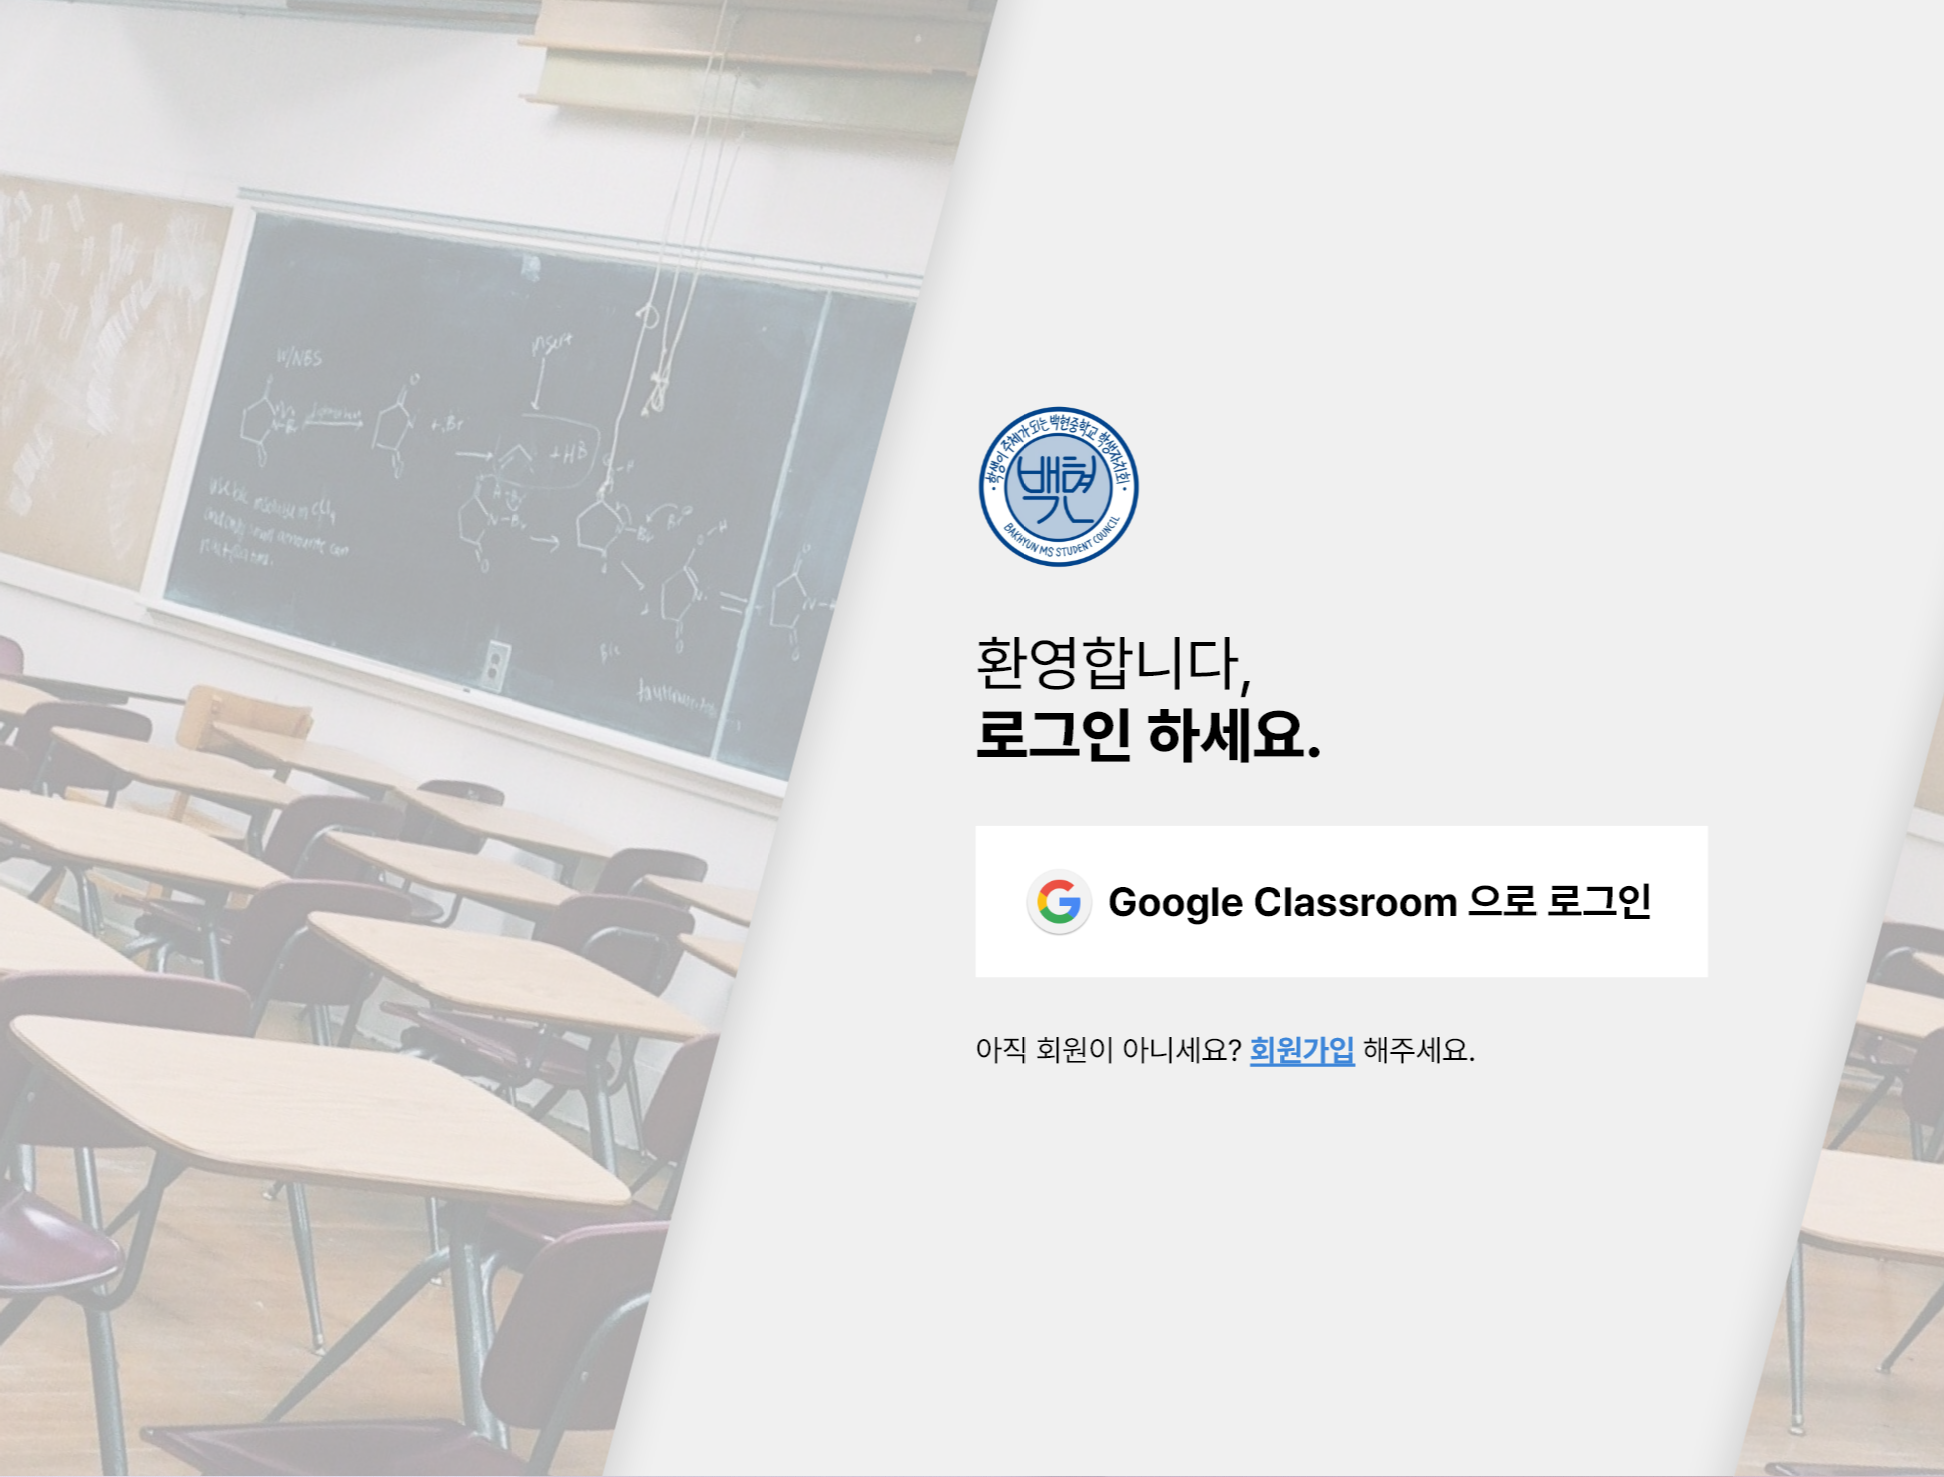 W/NBS
insert
+HB
학생이 주체가 되는 백현중학교 학생자치회
백현
BAKHYUN MS STUDENT COUNCIL
환영합니다,
로그인 하세요.
Google Classroom 으로 로그인
아직 회원이 아니세요? 회원가입 해주세요.